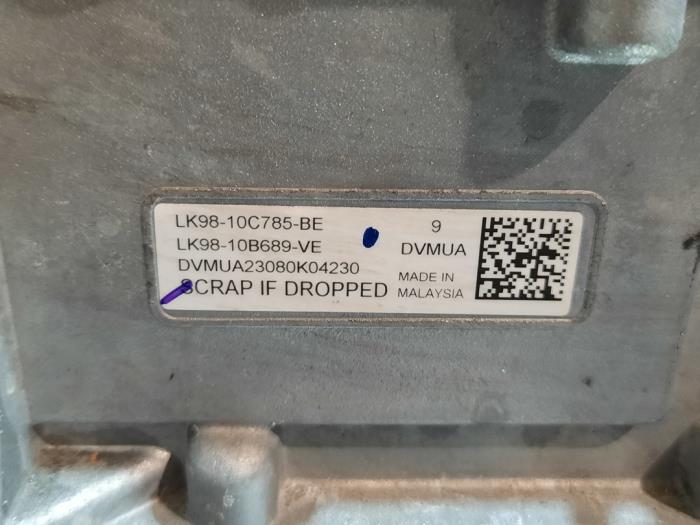 LK98-10C785-BE
LK98-10B689-VE
DVMUA23080K04230
SCRAP IF DROPPED
9
DVMUA
MADE IN
MALAYSIA